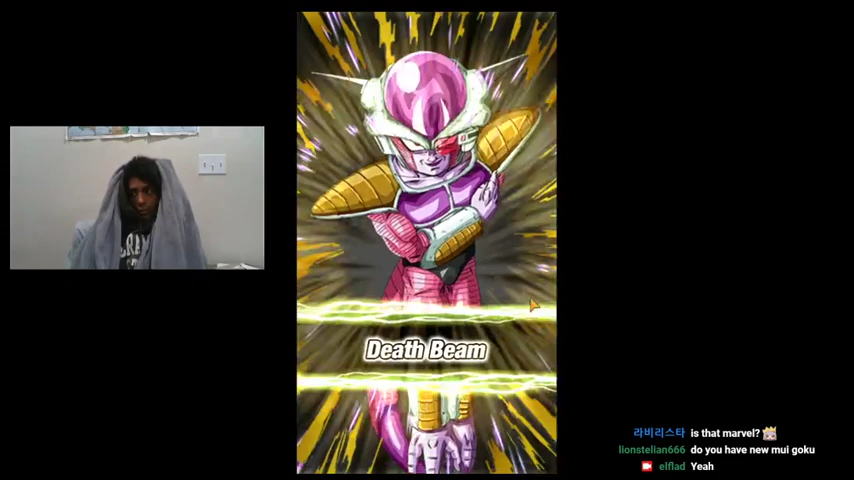 Death Beam
라비리스타 is that marvel?
lionstelian666 do you have new mui goku
elflad Yeah